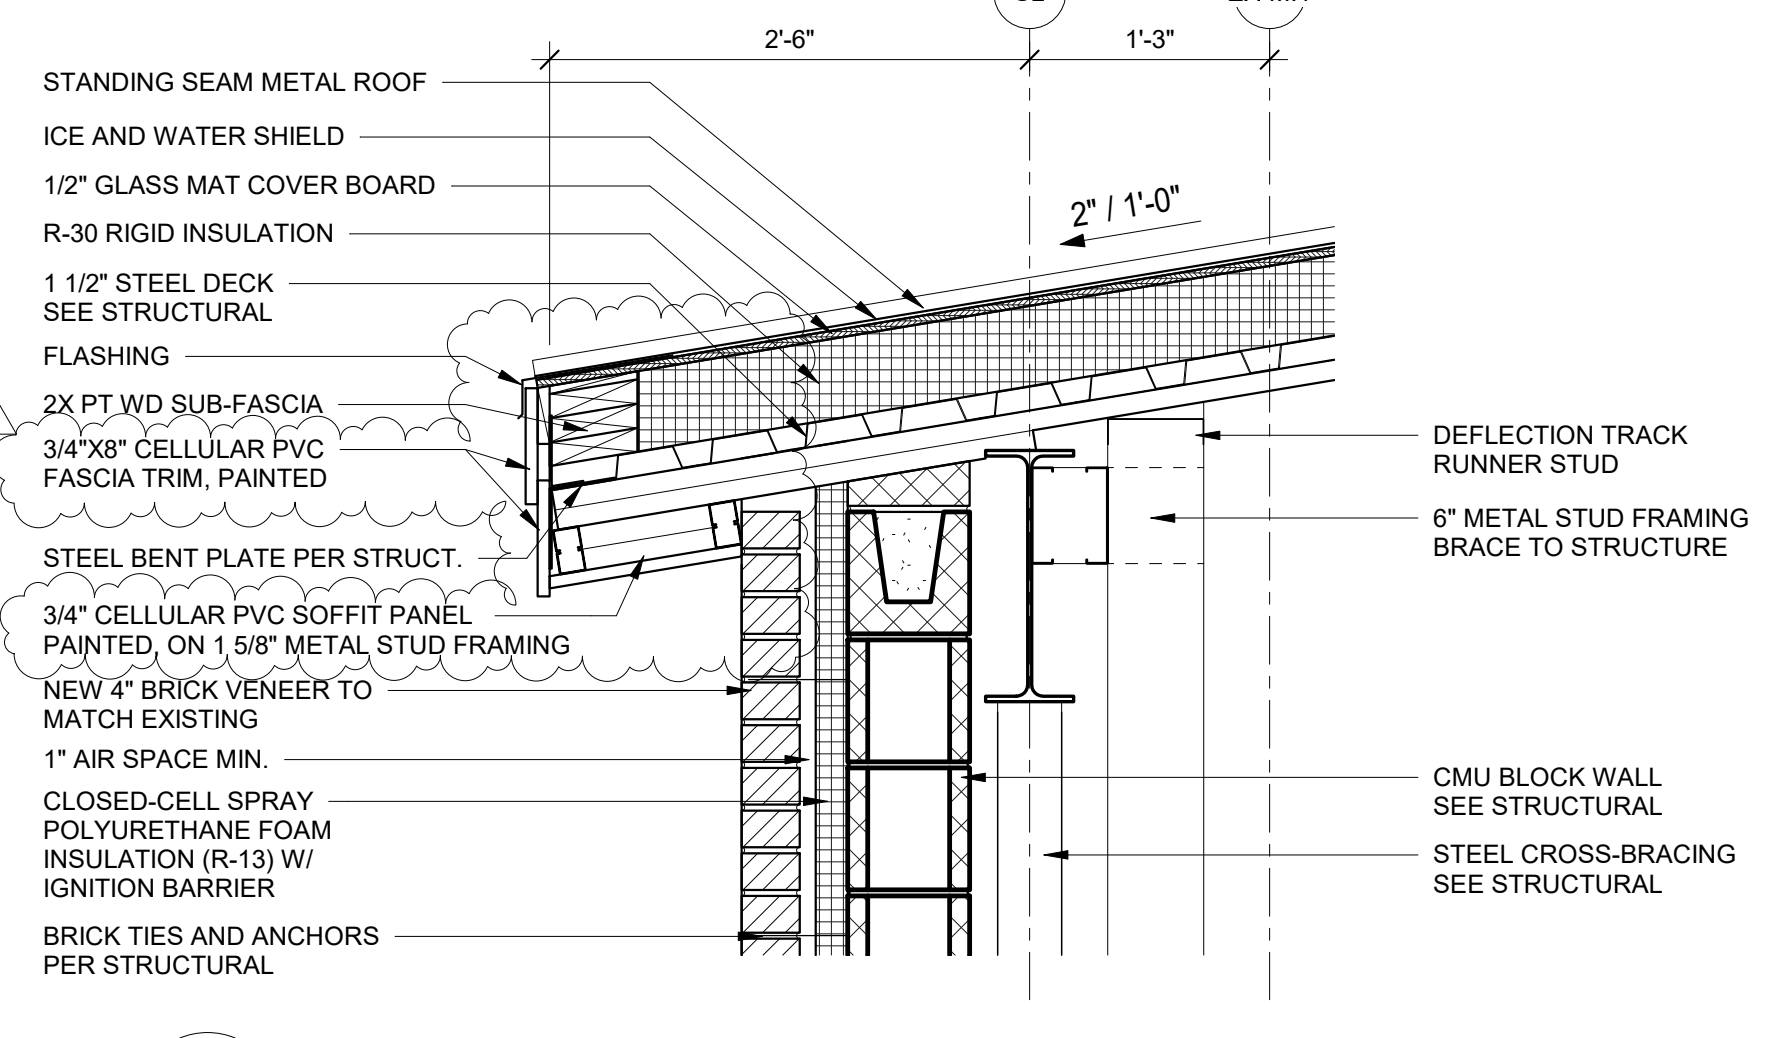 2'-6"
1'-3"
STANDING SEAM METAL ROOF
ICE AND WATER SHIELD
1/2" GLASS MAT COVER BOARD
R-30 RIGID INSULATION
1 1/2" STEEL DECK
SEE STRUCTURAL
FLASHING
2X PT WD SUB-FASCIA
3/4"X8" CELLULAR PVC
FASCIA TRIM, PAINTED
STEEL BENT PLATE PER STRUCT.
3/4" CELLULAR PVC SOFFIT PANEL
PAINTED, ON 1 5/8" METAL STUD FRAMING
NEW 4" BRICK VENEER TO
MATCH EXISTING
1" AIR SPACE MIN.
CLOSED-CELL SPRAY
POLYURETHANE FOAM
INSULATION (R-13) W/
IGNITION BARRIER
BRICK TIES AND ANCHORS
PER STRUCTURAL
2" / 1'-0"
DEFLECTION TRACK
RUNNER STUD
6" METAL STUD FRAMING
BRACE TO STRUCTURE
CMU BLOCK WALL
SEE STRUCTURAL
STEEL CROSS-BRACING
SEE STRUCTURAL